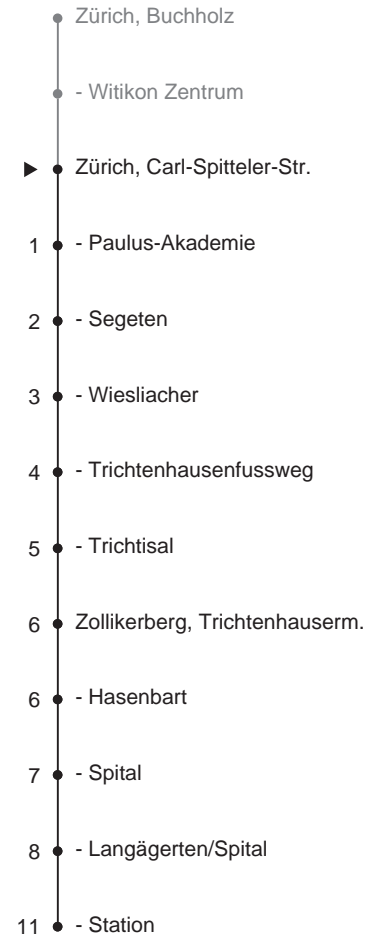 Zürich, Buchholz
- Witikon Zentrum
Zürich, Carl-Spitteler-Str.
1 - Paulus-Akademie
2 - Segeten
3 - Wiesliacher
4 - Trichtenhausenfussweg
5 - Trichtisal
6 Zollikerberg, Trichtenhauserm.
6 - Hasenbart
7 - Spital
8 - Langägerten/Spital
11 - Station